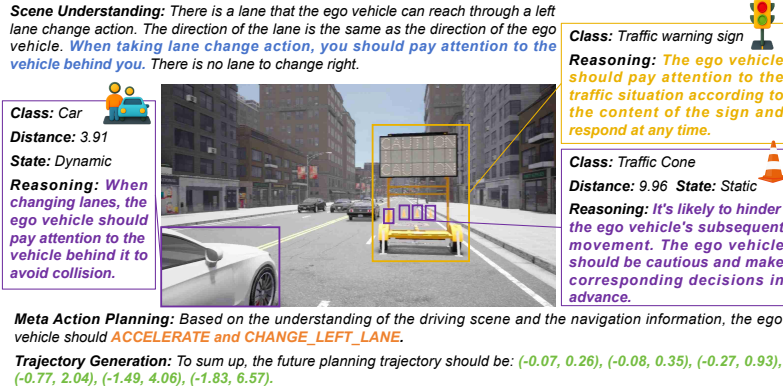 Scene Understanding: There is a lane that the ego vehicle can reach through a left
lane change action. The direction of the lane is the same as the direction of the ego
vehicle. When taking lane change action, you should pay attention to the
vehicle behind you. There is no lane to change right.
Class: Traffic warning sign
Reasoning: The ego vehicle
should pay attention to the
traffic situation according to
the content of the sign and
respond at any time.
Class: Car
Distance: 3.91
State: Dynamic
Reasoning: When
changing lanes, the
ego vehicle should
pay attention to the
vehicle behind it to
avoid collision.
CAUTION
Class: Traffic Cone
Distance: 9.96 State: Static
Reasoning: It's likely to hinder
the ego vehicle's subsequent
movement. The ego vehicle
should be cautious and make
corresponding decisions in
advance.
Meta Action Planning: Based on the understanding of the driving scene and the navigation information, the ego
vehicle should ACCELERATE and CHANGE_LEFT_LANE.
Trajectory Generation: To sum up, the future planning trajectory should be: (-0.07, 0.26), (-0.08, 0.35), (-0.27, 0.93),
(-0.77, 2.04), (-1.49, 4.06), (-1.83, 6.57).